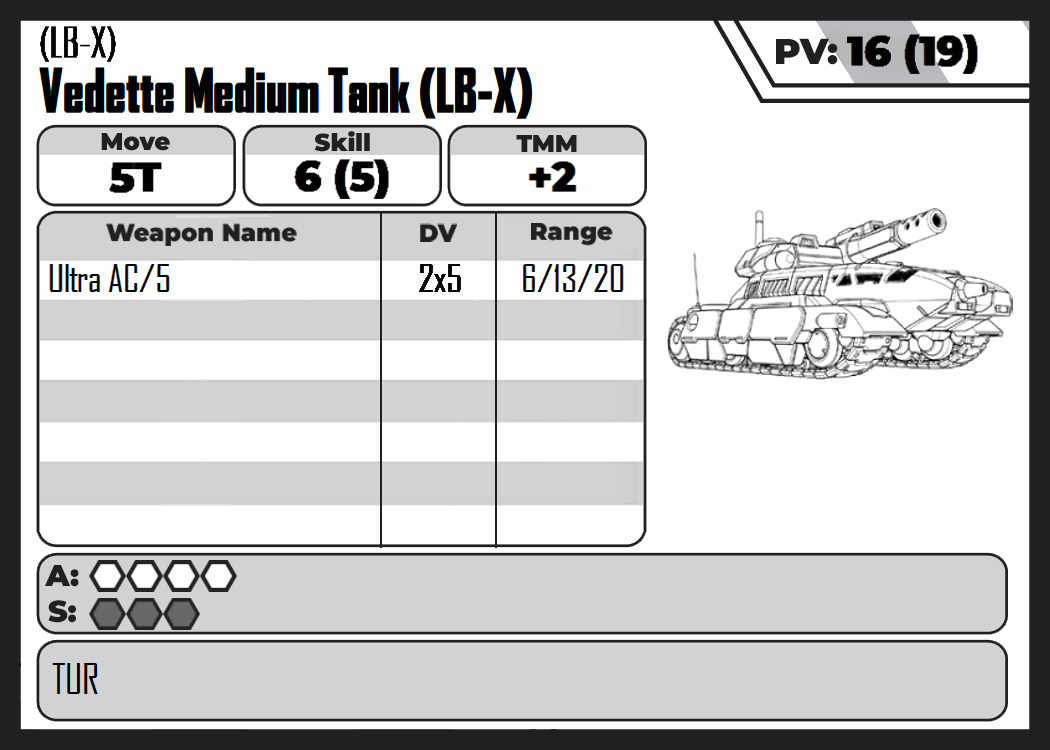 (LB-X)
PV: 16 (19)
Vedette Medium Tank (LB-X)
Move Skill TMM
5T 6 (5) +2
Weapon Name DV Range
Ultra AC/5 2x5 6/13/20
A:
S:
TUR